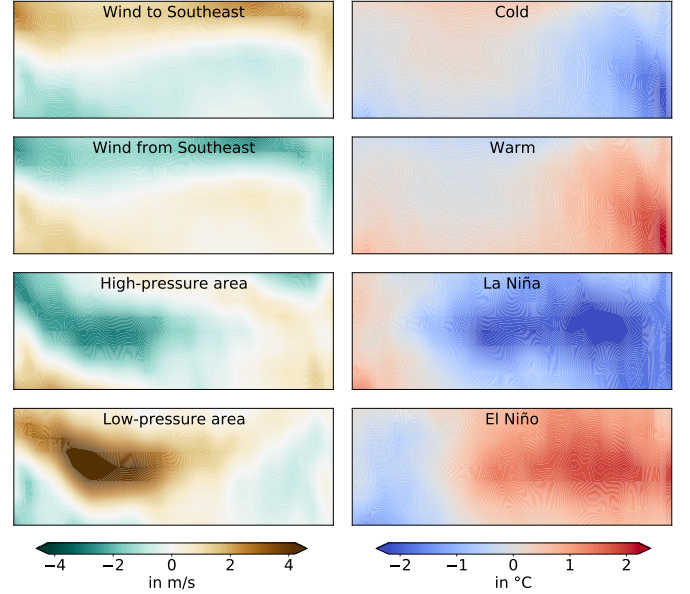 Wind to Southeast
Cold
Wind from Southeast
Warm
High-pressure area
La Niña
Low-pressure area
El Niño
−4 −2 0 2 4
in m/s
−2 −1 0 1 2
in °C